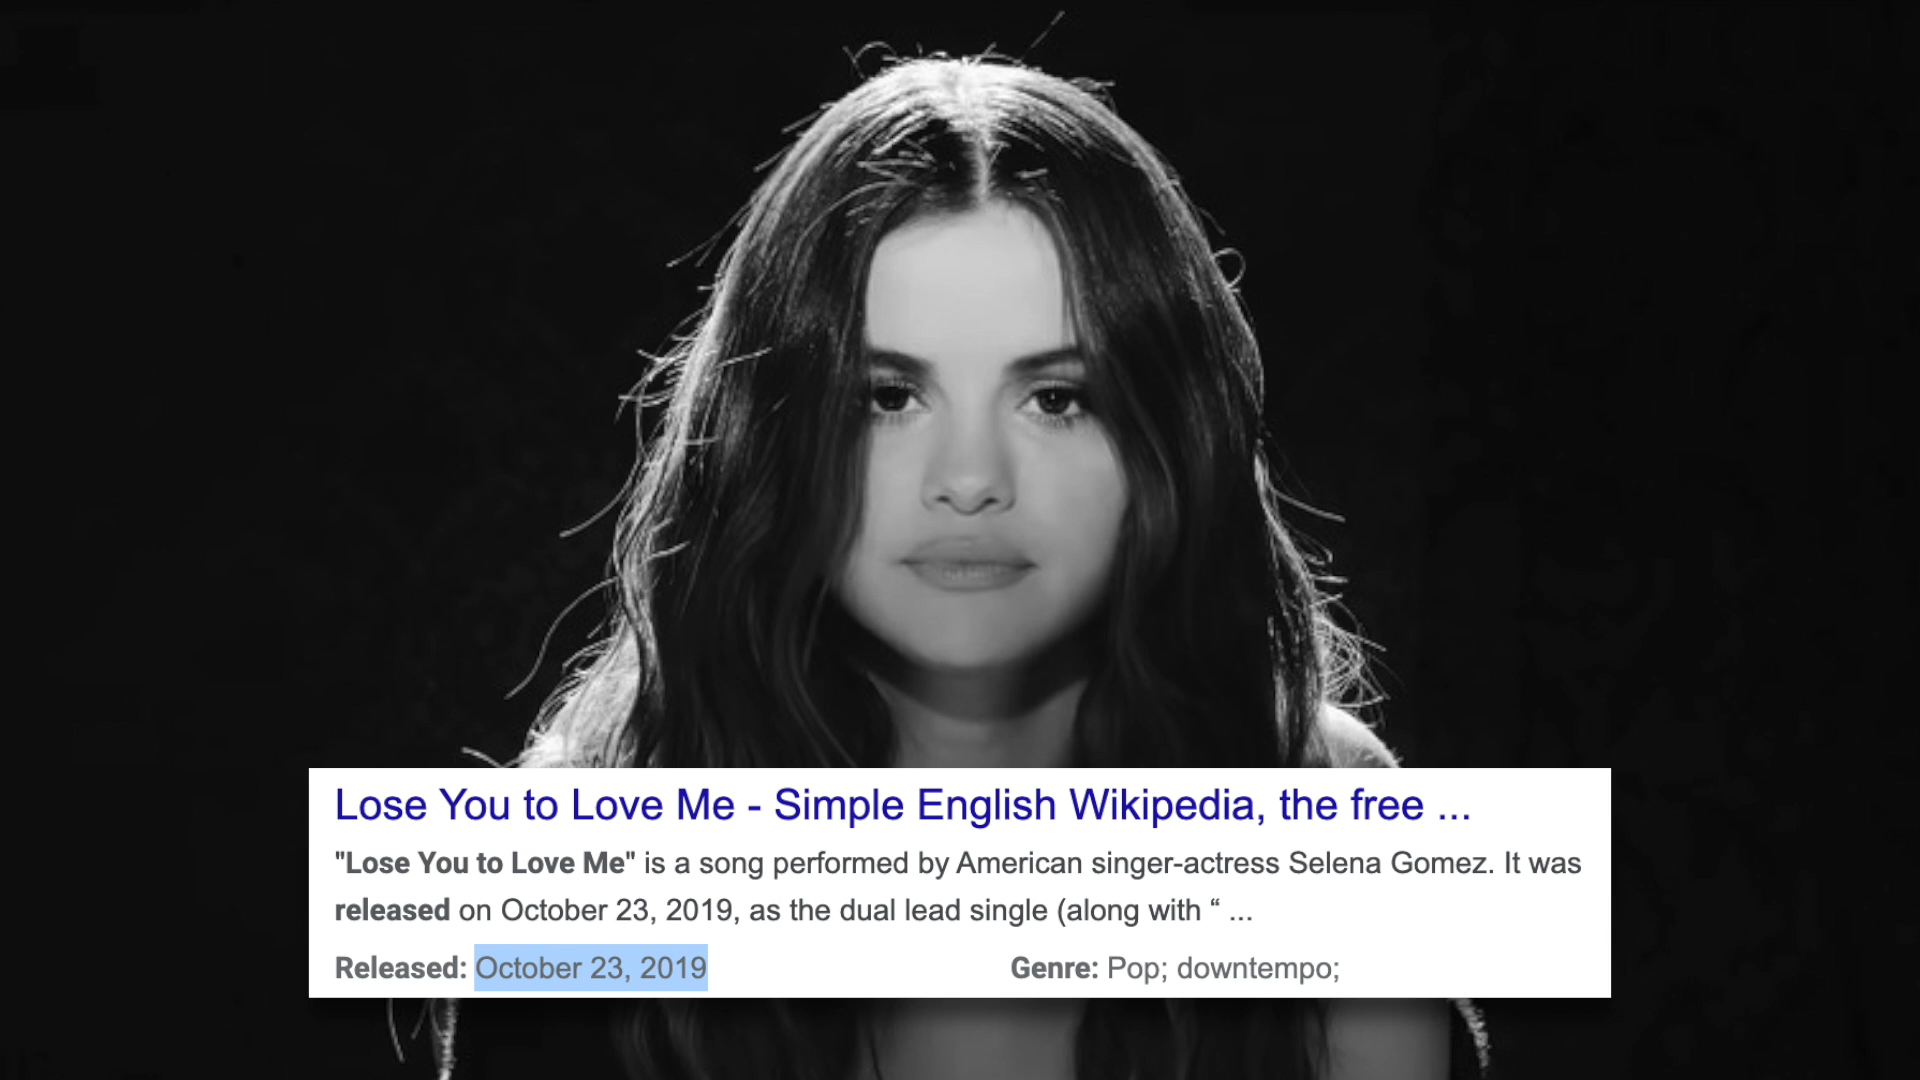 Lose You to Love Me - Simple English Wikipedia, the free ...
"Lose You to Love Me" is a song performed by American singer-actress Selena Gomez. It was
released on October 23, 2019, as the dual lead single (along with “ ...
Released: October 23, 2019 Genre: Pop; downtempo;